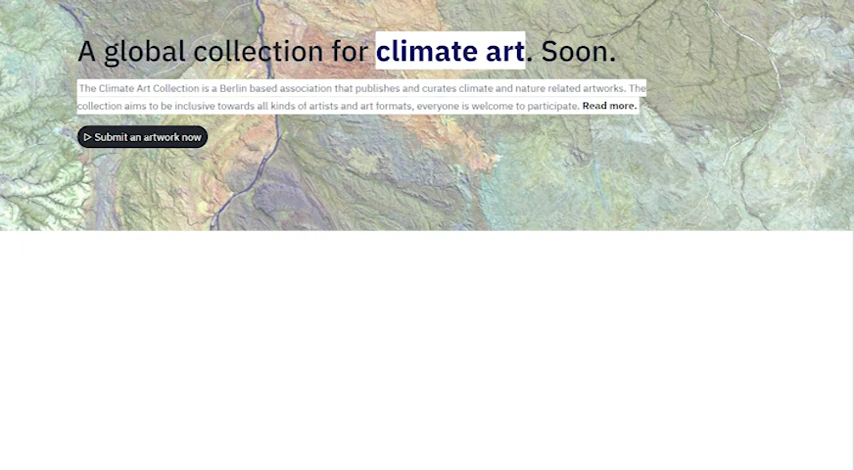 A global collection for climate art. Soon.
The Climate Art Collection is a Berlin based association that publishes and curates climate and nature related artworks. The
collection aims to be inclusive towards all kinds of artists and art formats, everyone is welcome to participate. Read more.
▷ Submit an artwork now